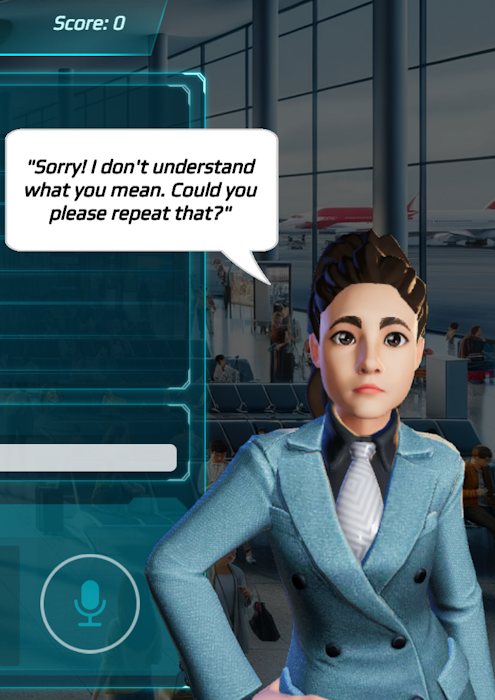 Score: 0
"Sorry! I don't understand
what you mean. Could you
please repeat that?"